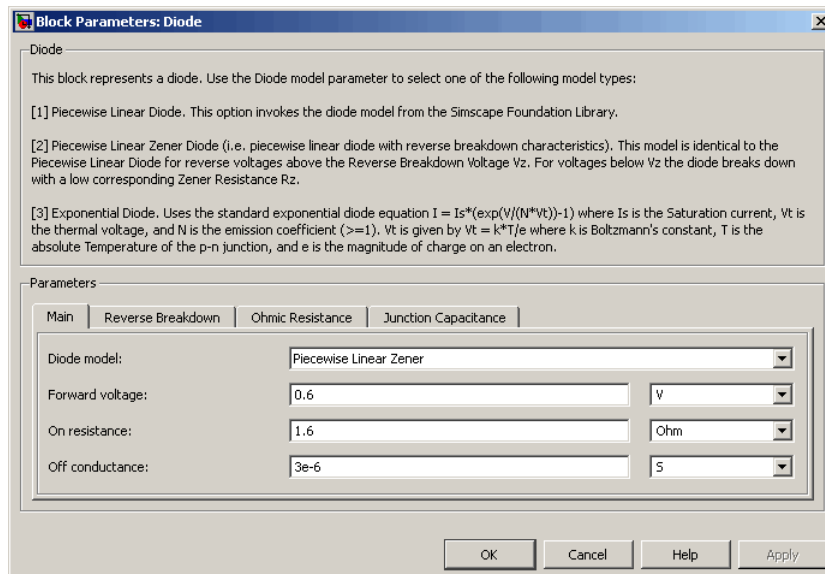 Block Parameters: Diode
Diode
This block represents a diode. Use the Diode model parameter to select one of the following model types:
[1] Piecewise Linear Diode. This option invokes the diode model from the Simscape Foundation Library.
[2] Piecewise Linear Zener Diode (i.e. piecewise linear diode with reverse breakdown characteristics). This model is identical to the
Piecewise Linear Diode for reverse voltages above the Reverse Breakdown Voltage Vz. For voltages below Vz the diode breaks down
with a low corresponding Zener Resistance Rz.
[3] Exponential Diode. Uses the standard exponential diode equation I = Is*(exp(V/(N*Vt))-1) where Is is the Saturation current, Vt is
the thermal voltage, and N is the emission coefficient (>=1). Vt is given by Vt = k*T/e where k is Boltzmann's constant, T is the
absolute Temperature of the p-n junction, and e is the magnitude of charge on an electron.
Parameters
Main Reverse Breakdown Ohmic Resistance Junction Capacitance
Diode model: Piecewise Linear Zener
Forward voltage: 0.6 V
On resistance: 1.6 Ohm
Off conductance: 3e-6 S
OK Cancel Help Apply